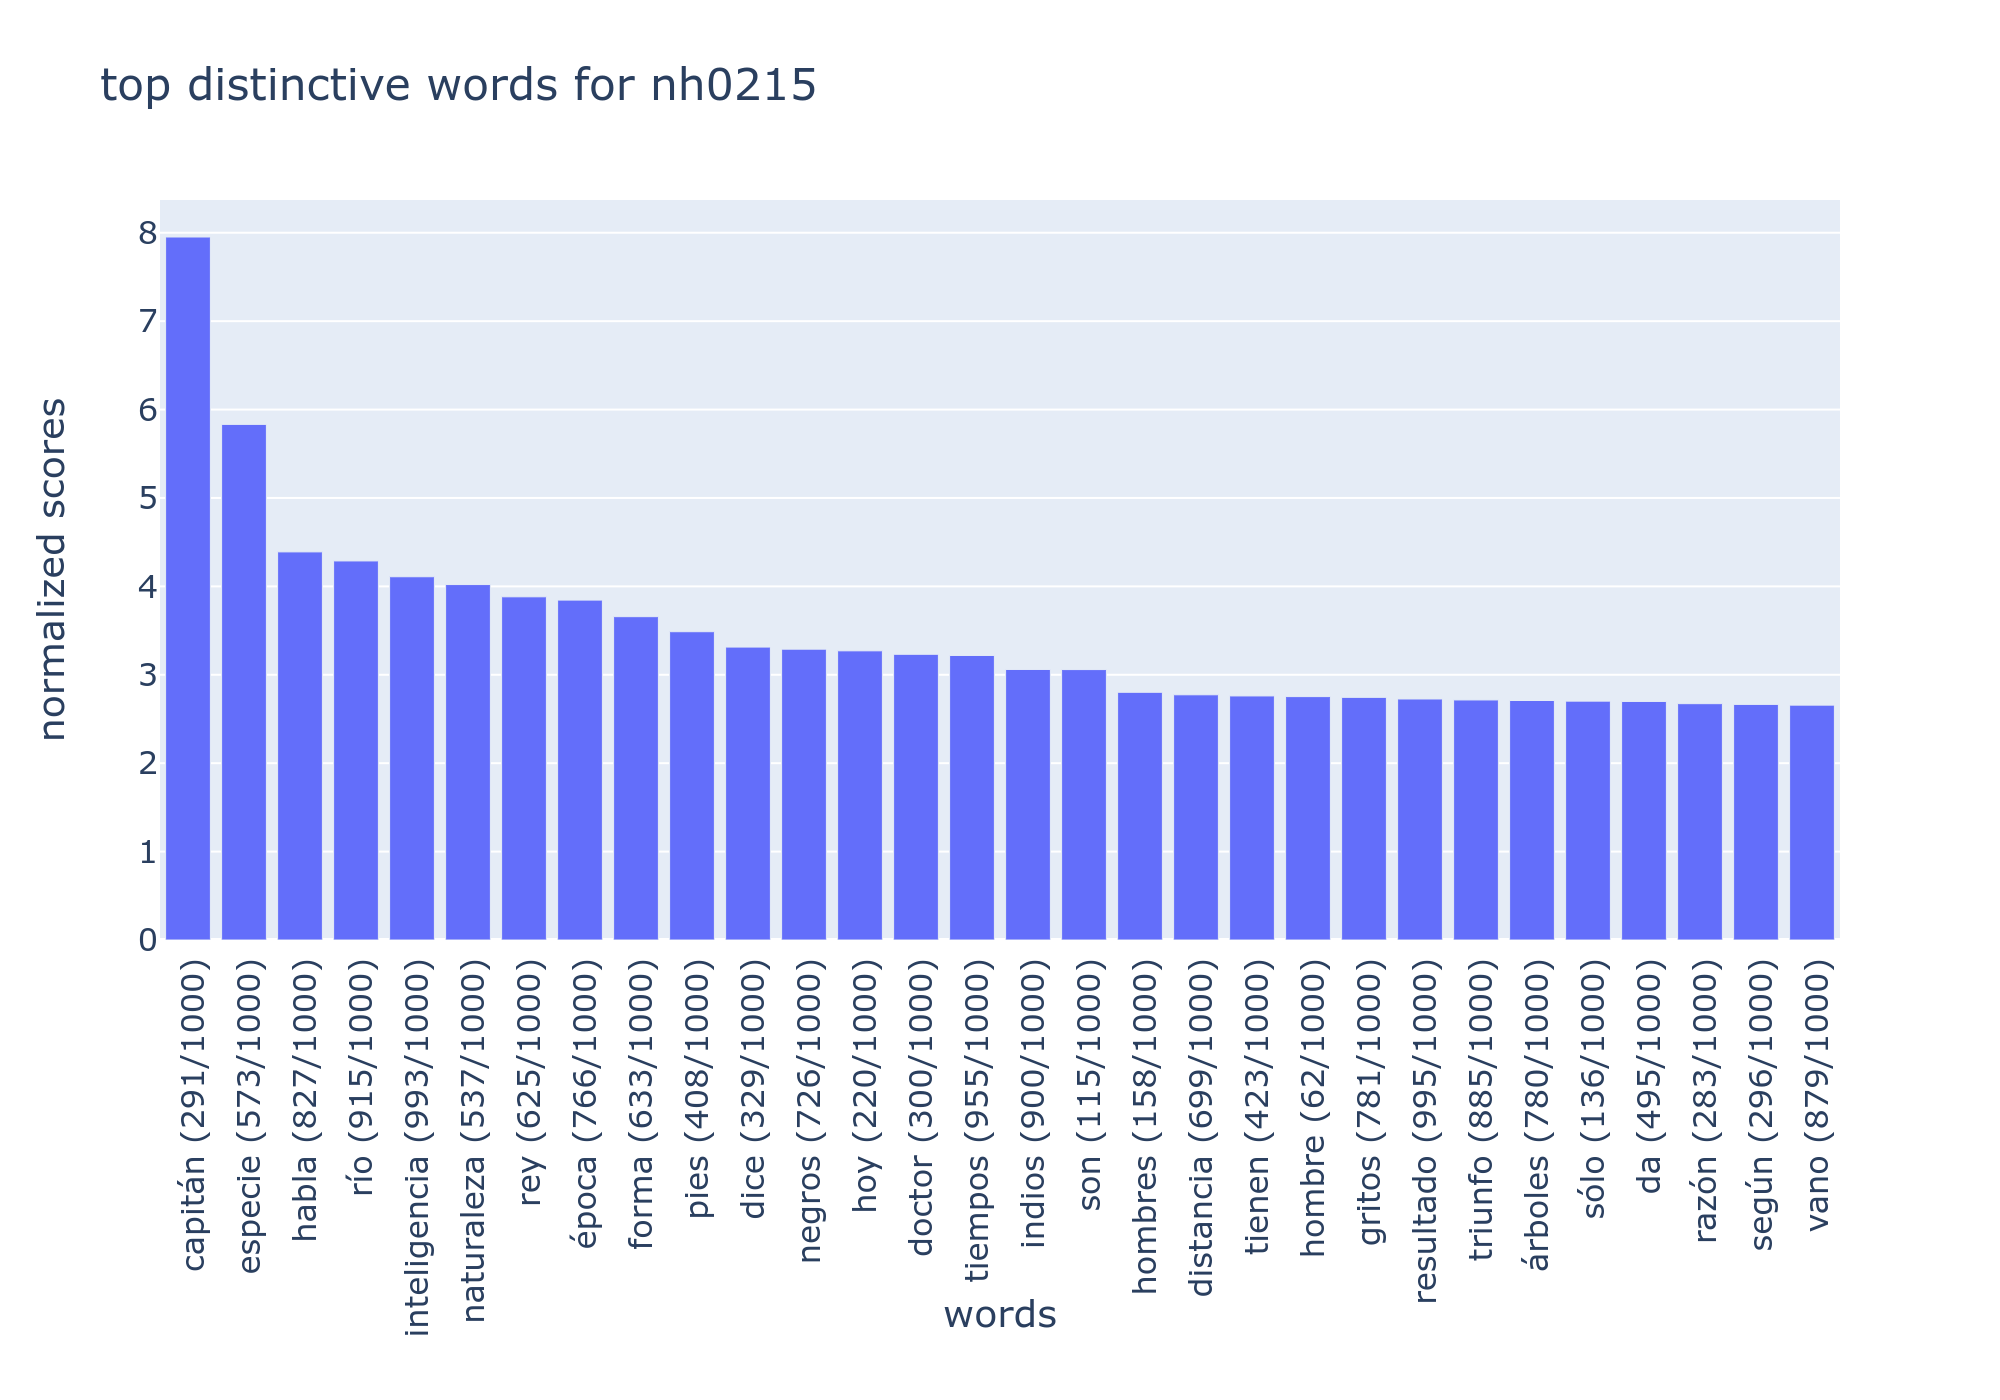 top distinctive words for nh0215
normalized scores
8
7
6
5
4
3
2
1
0
capitán (291/1000)
especie (573/1000)
habla (827/1000)
río (915/1000)
inteligencia (993/1000)
naturaleza (537/1000)
rey (625/1000)
época (766/1000)
forma (633/1000)
pies (408/1000)
dice (329/1000)
negros (726/1000)
hoy (220/1000)
doctor (300/1000)
tiempos (955/1000)
indios (900/1000)
son (115/1000)
hombres (158/1000)
distancia (699/1000)
tienen (423/1000)
hombre (62/1000)
gritos (781/1000)
resultado (995/1000)
triunfo (885/1000)
árboles (780/1000)
sólo (136/1000)
da (495/1000)
razón (283/1000)
según (296/1000)
vano (879/1000)
words